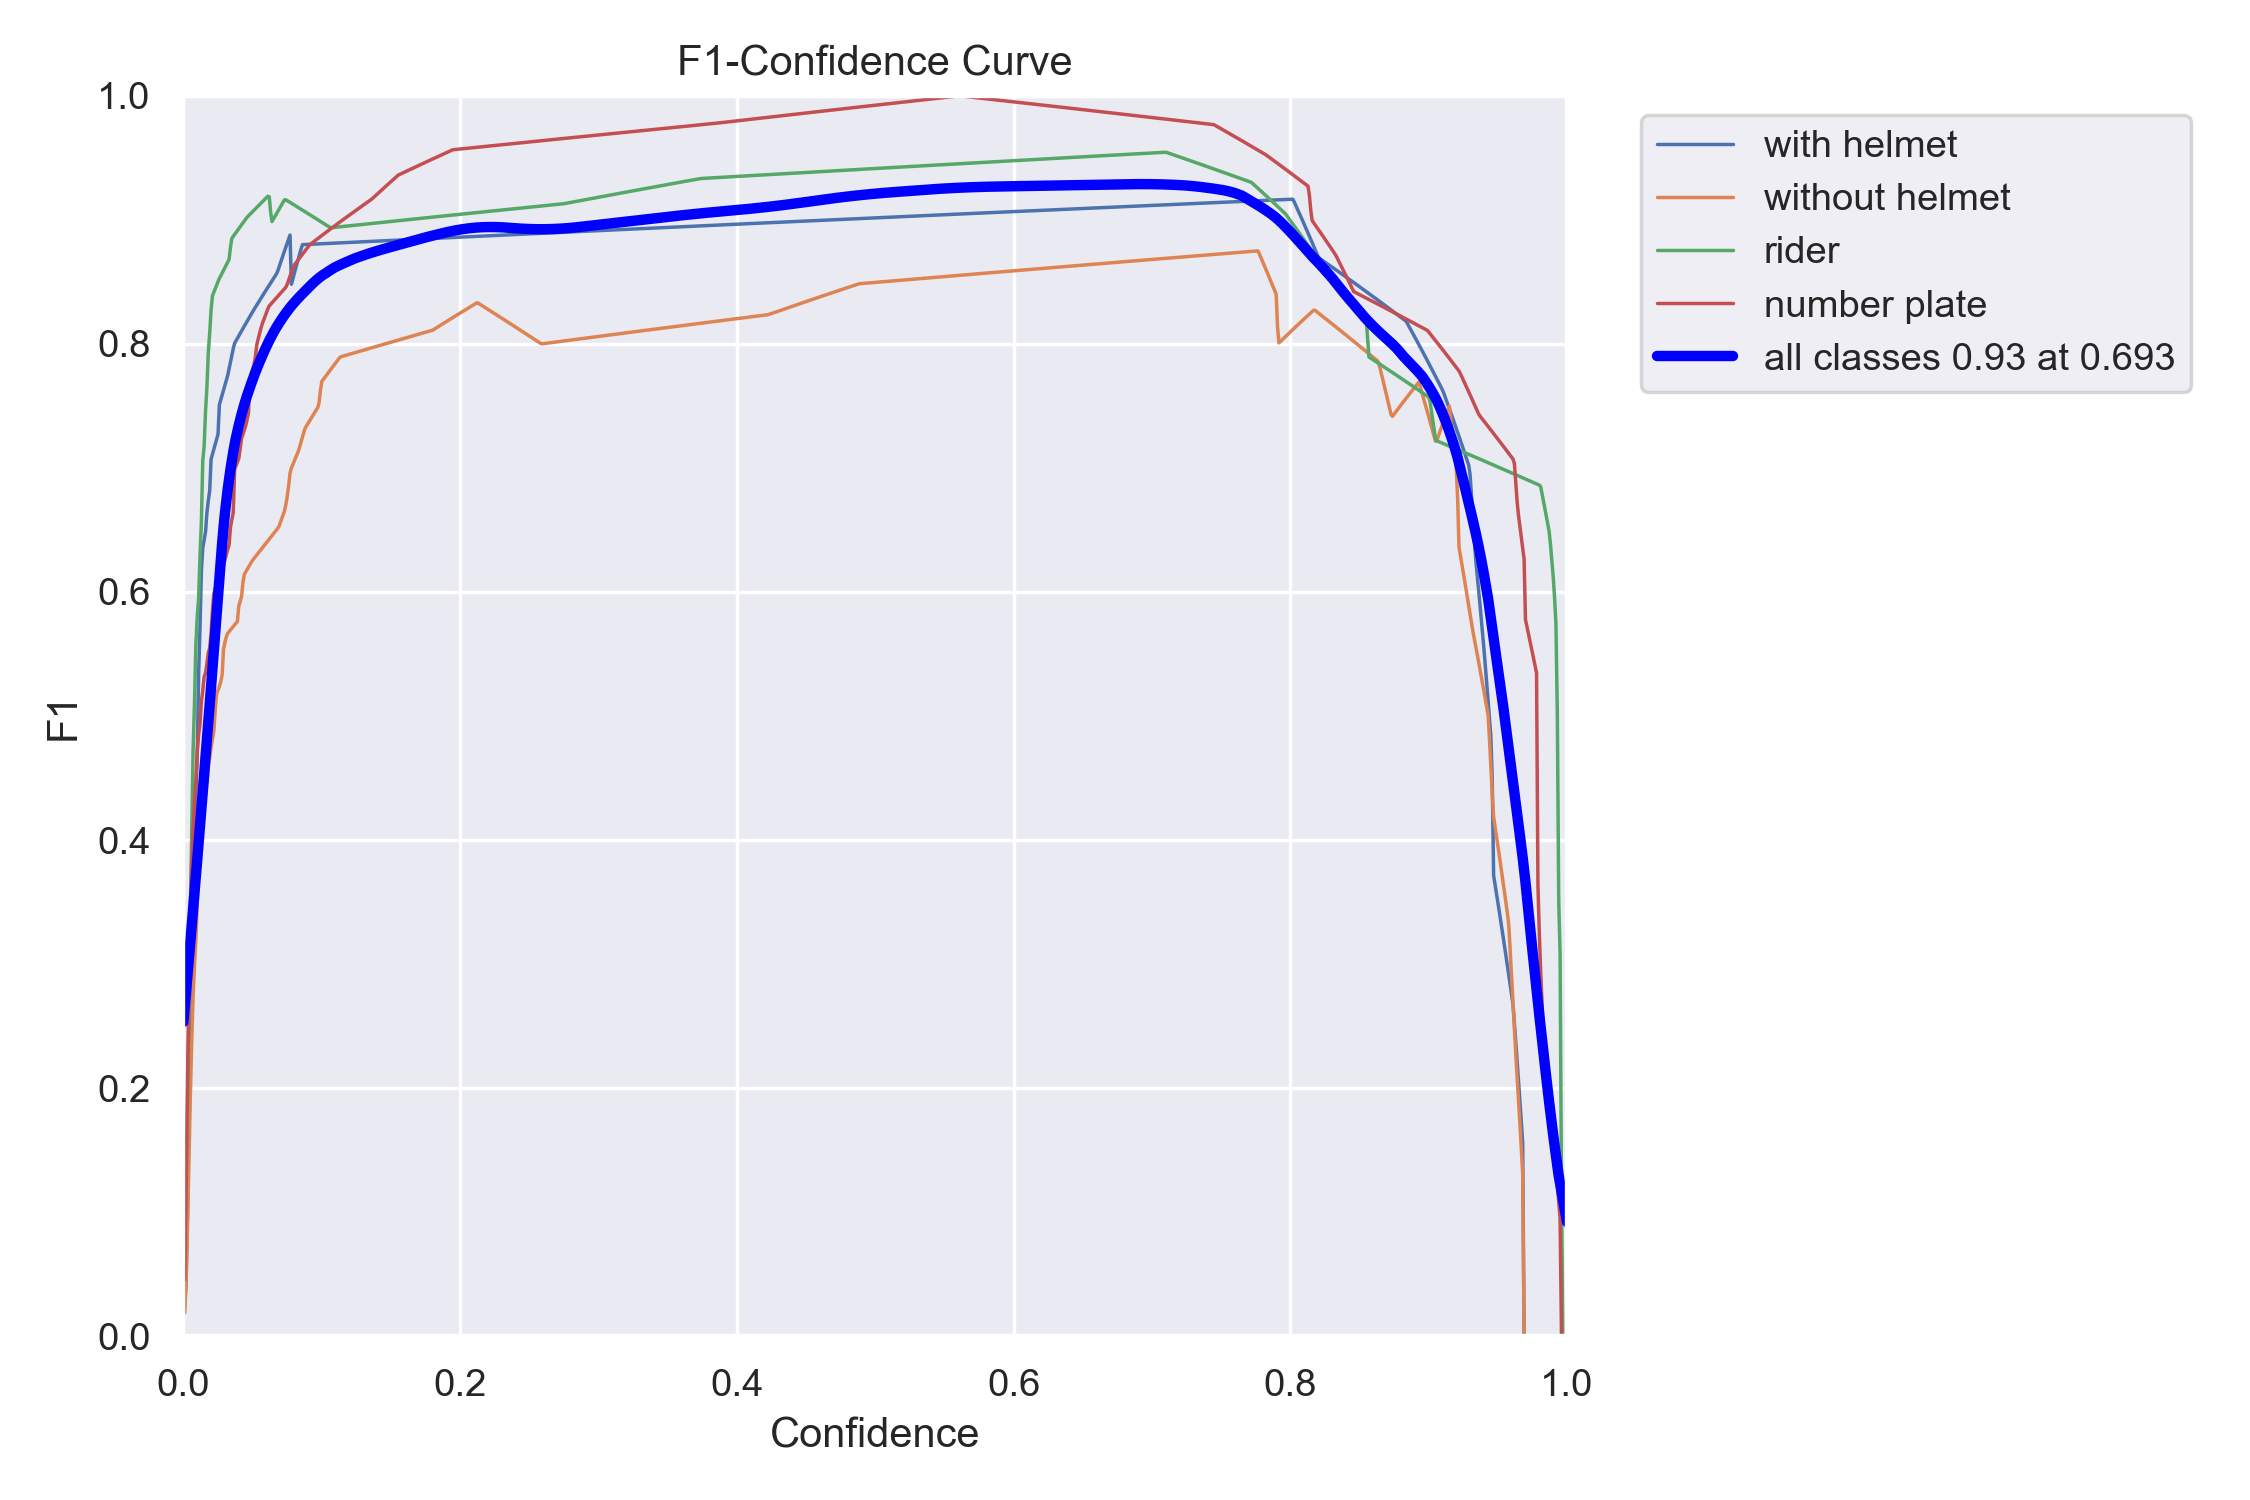 F1-Confidence Curve
1.0
0.8
0.6
0.4
0.2
0.0
F1
0.0 0.2 0.4 0.6 0.8 1.0
Confidence
with helmet
without helmet
rider
number plate
all classes 0.93 at 0.693